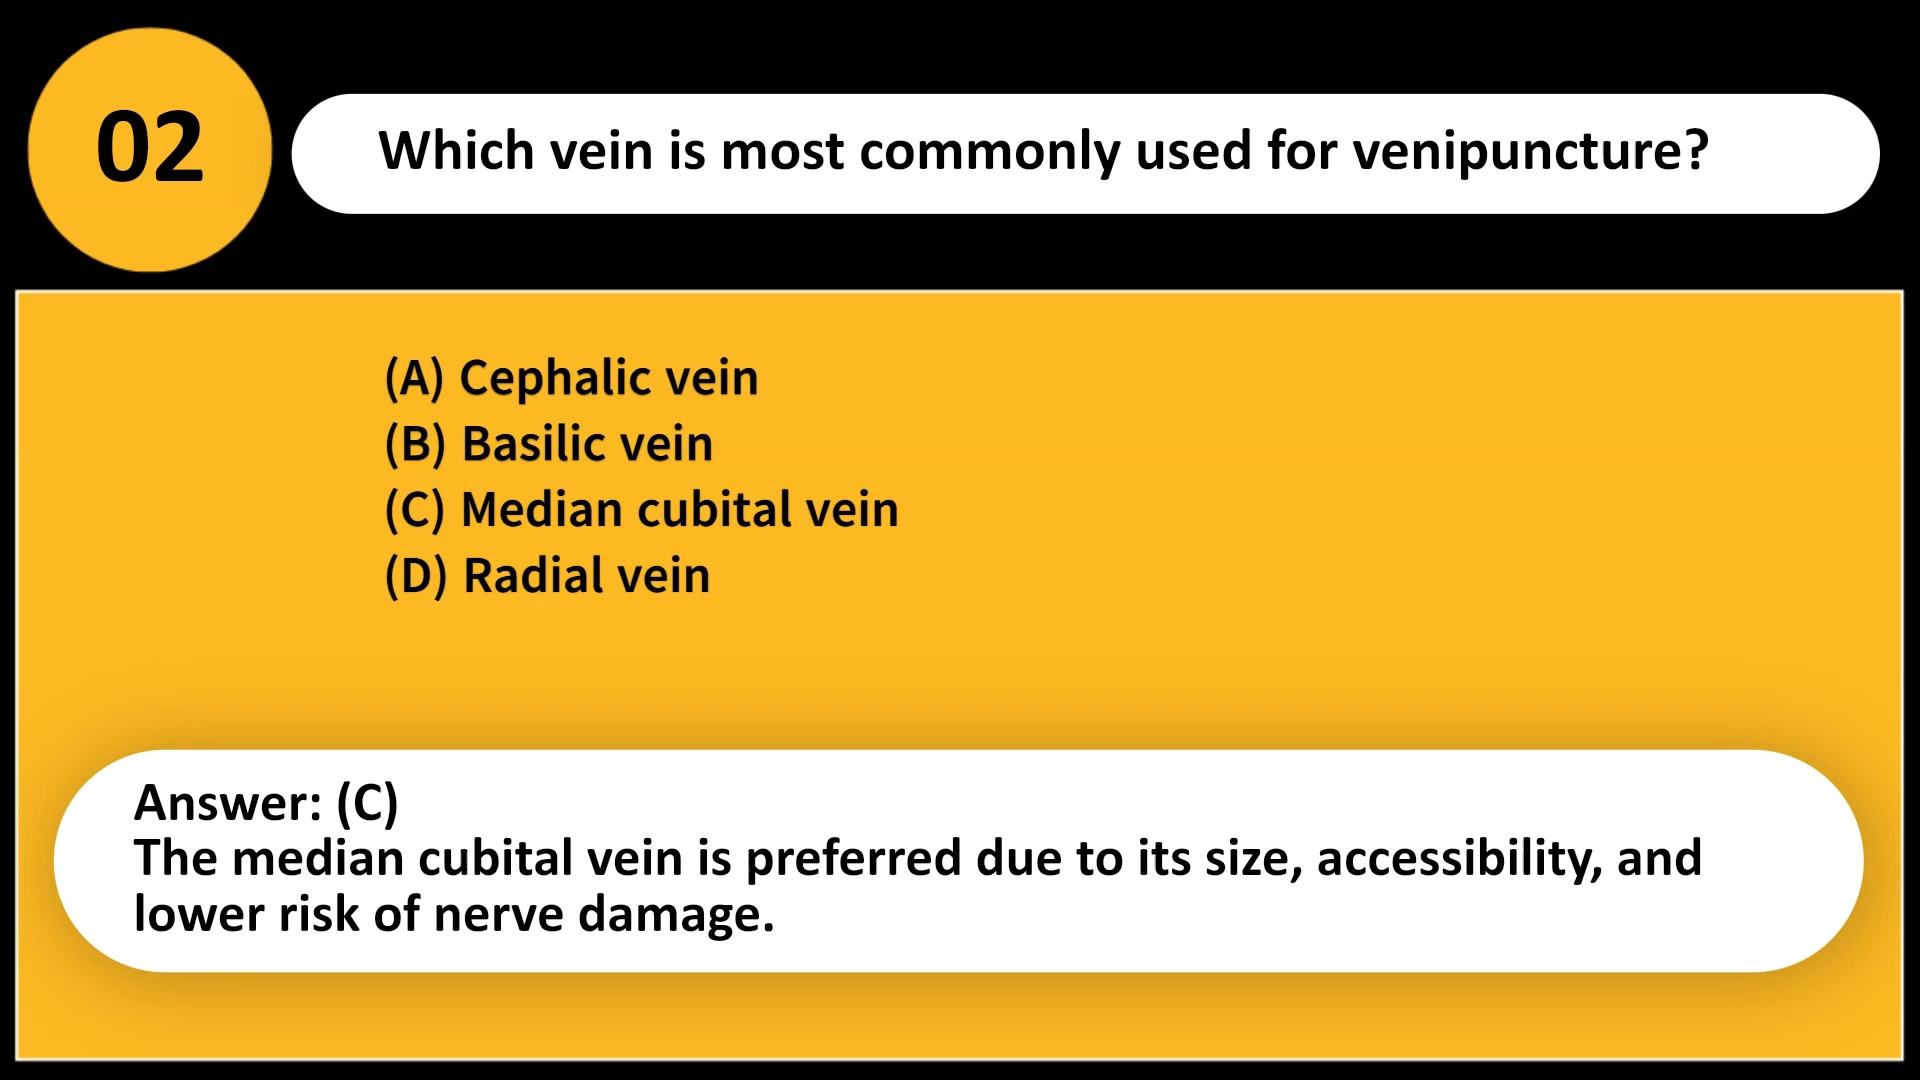 02
Which vein is most commonly used for venipuncture?
(A) Cephalic vein
(B) Basilic vein
(C) Median cubital vein
(D) Radial vein
Answer: (C)
The median cubital vein is preferred due to its size, accessibility, and
lower risk of nerve damage.